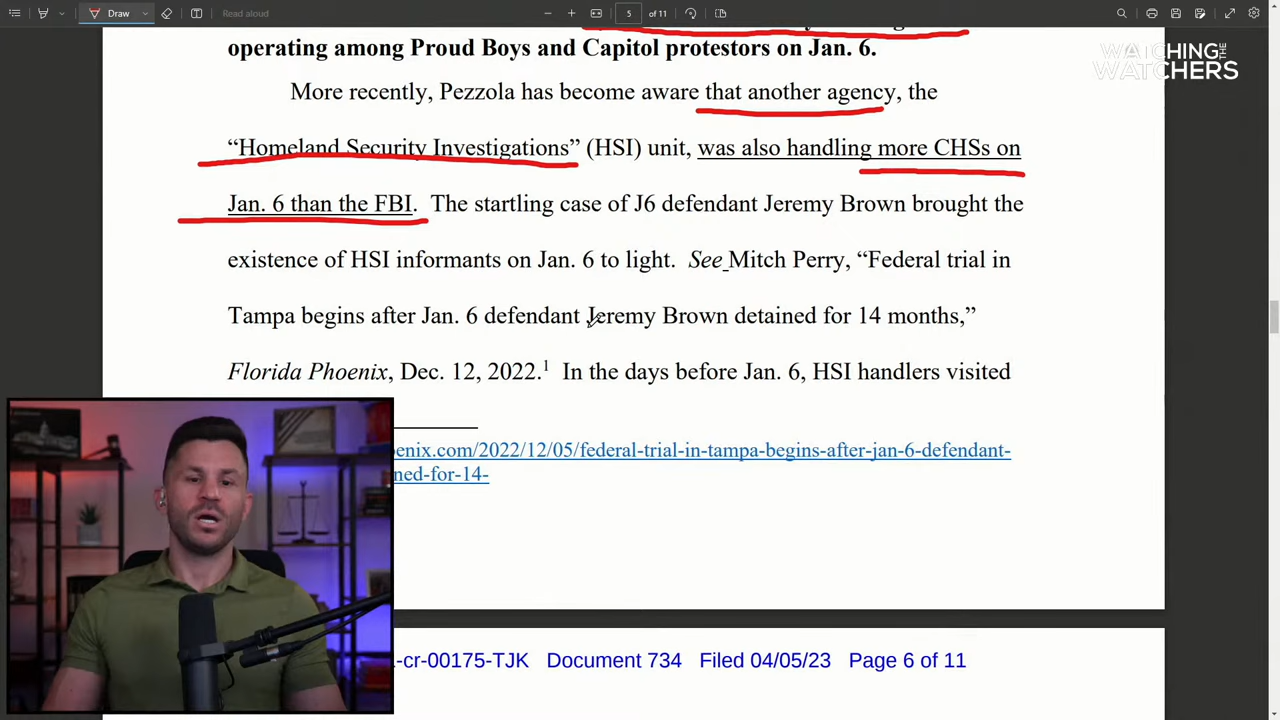 Draw
Read aloud
5
of 11
WATCHING THE
WATCHERS
operating among Proud Boys and Capitol protestors on Jan. 6.
More recently, Pezzola has become aware that another agency, the
“Homeland Security Investigations” (HSI) unit, was also handling more CHSs on
Jan. 6 than the FBI. The startling case of J6 defendant Jeremy Brown brought the
existence of HSI informants on Jan. 6 to light. See Mitch Perry, “Federal trial in
Tampa begins after Jan. 6 defendant Jeremy Brown detained for 14 months,”
Florida Phoenix, Dec. 12, 2022.1 In the days before Jan. 6, HSI handlers visited
enix.com/2022/12/05/federal-trial-in-tampa-begins-after-jan-6-defendant-
ned-for-14-
-cr-00175-TJK Document 734 Filed 04/05/23 Page 6 of 11